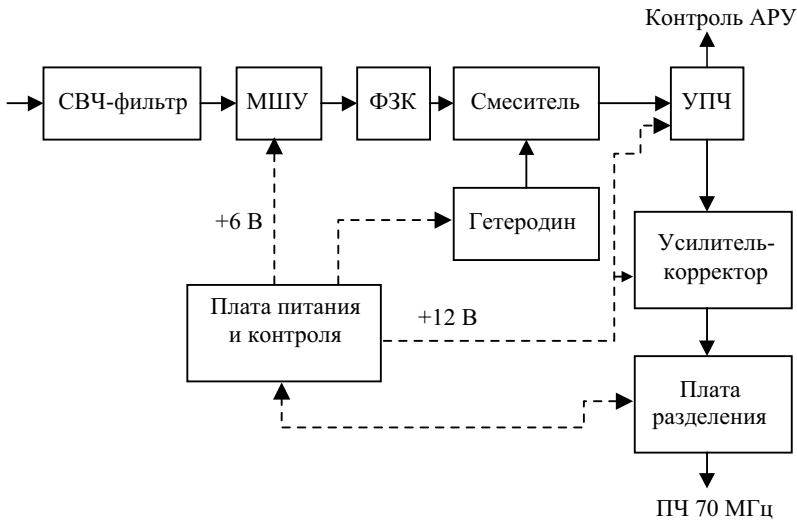 Контроль АРУ
СВЧ-фильтр
МШУ
ФЗК
Смеситель
УПЧ
+6 В
Гетеродин
Усилитель-
корректор
Плата питания
и контроля
+12 В
Плата
разделения
ПЧ 70 МГц